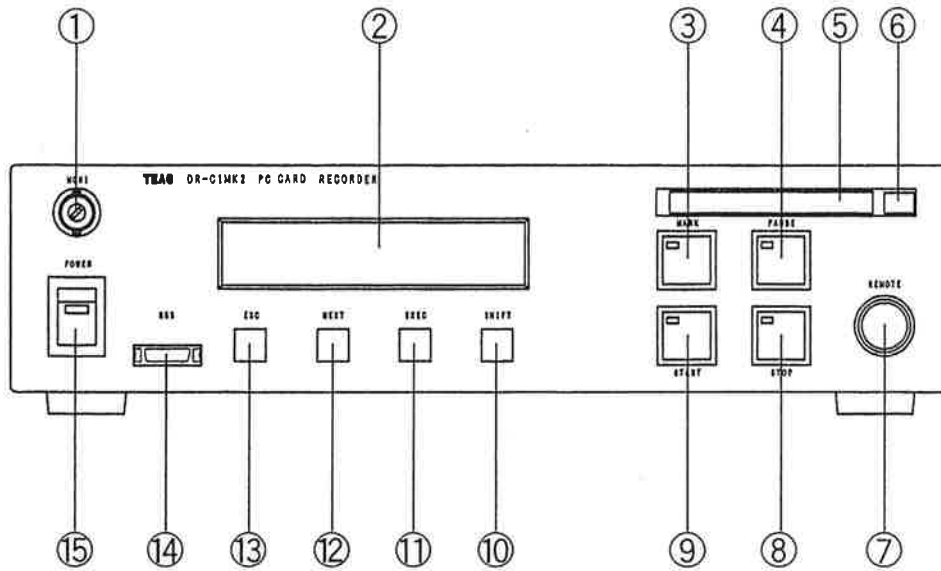 ① ② ③ ④ ⑤ ⑥
MONI
TEAC DR-C1MK2 PC CARD RECORDER
MARK PAUSE
POWER
REMOTE
ESC NEXT EXEC SHIFT
START STOP
⑮ ⑭ ⑬ ⑫ ⑪ ⑩ ⑨ ⑧ ⑦